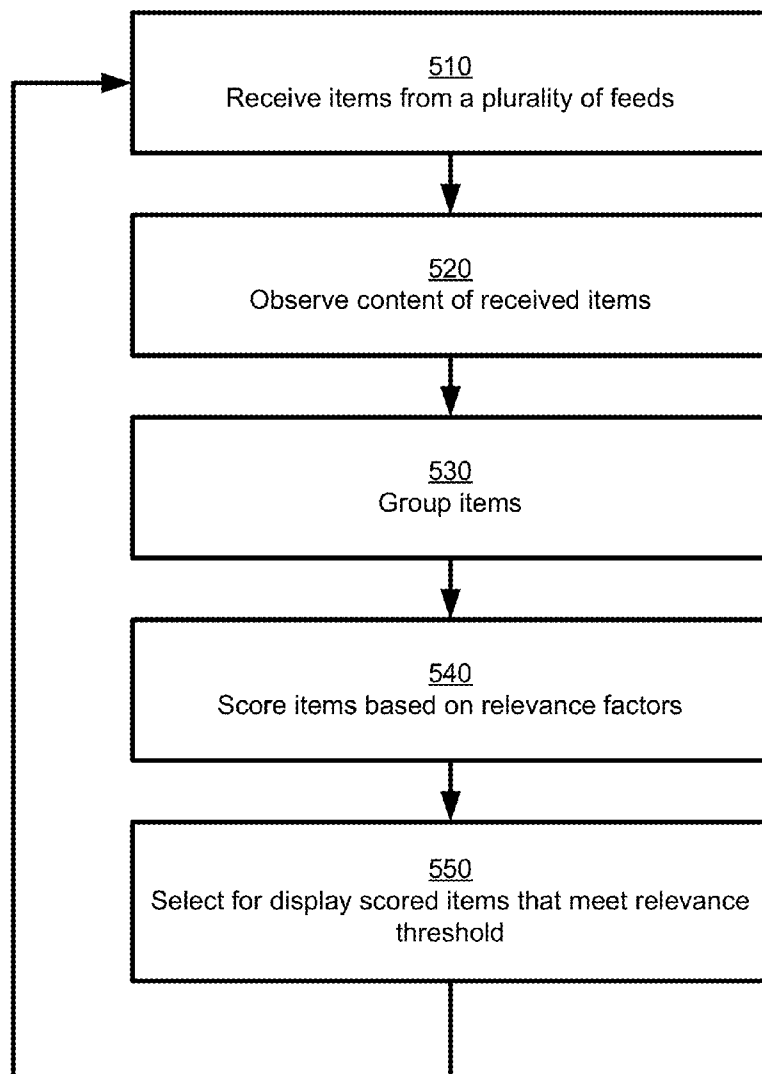 510
Receive items from a plurality of feeds
520
Observe content of received items
530
Group items
540
Score items based on relevance factors
550
Select for display scored items that meet relevance
threshold